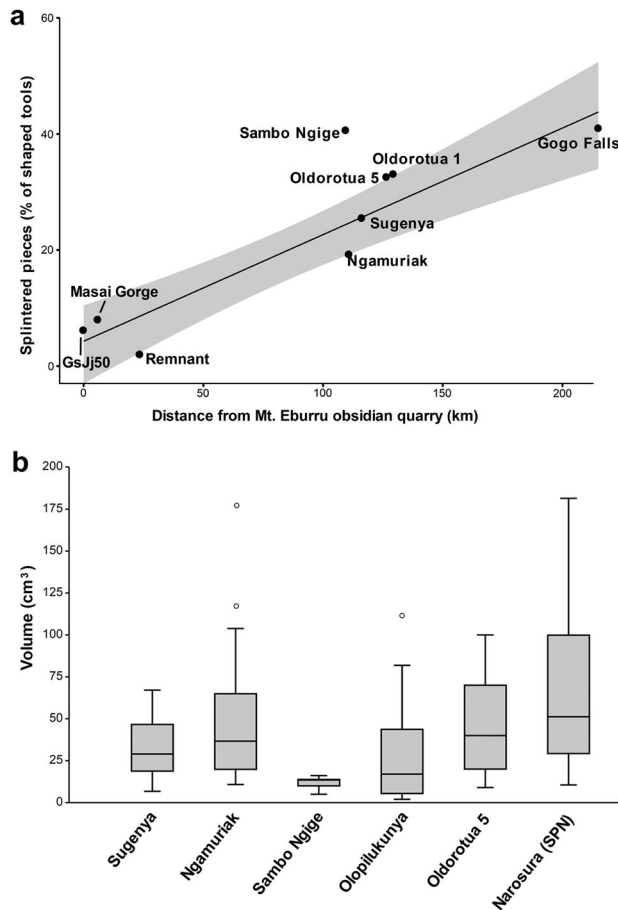 a
Splintered pieces (% of shaped tools)
60
40
20
0
Sambo Ngige
Oldorotua 1
Oldorotua 5
Gogo Falls
Sugenya
Ngamuriak
Masai Gorge
GsJj50
Remnant
0 50 100 150 200
Distance from Mt. Eburru obsidian quarry (km)
b
Volume (cm³)
200
175
150
125
100
75
50
25
0
Sugenya
Ngamuriak
Sambo Ngige
Olopilukunya
Oldorotua 5
Narosura (SPN)